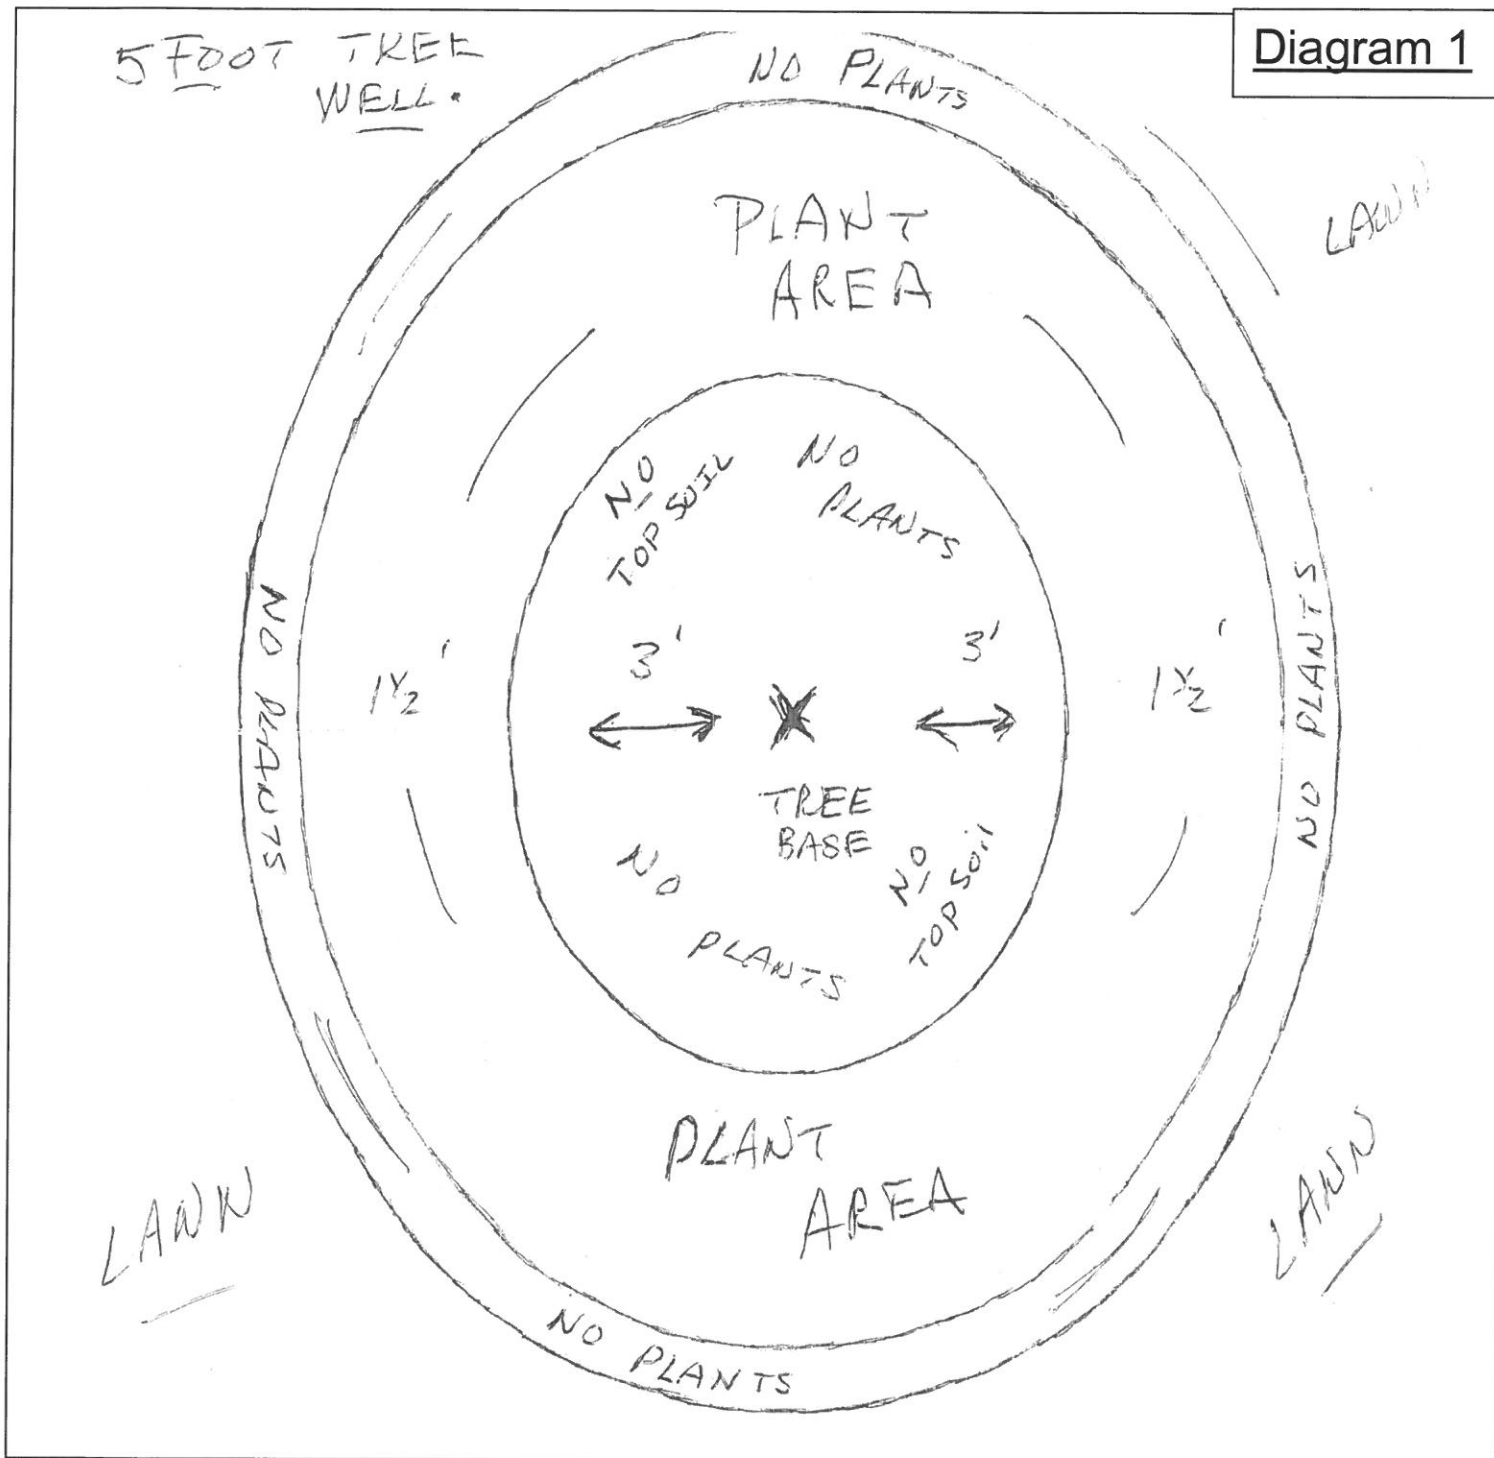 5 FOOT TREE
WELL.
Diagram 1
NO PLANTS
LAWN
PLANT
AREA
NO
TOP SOIL
NO
PLANTS
NO PLANTS
1½'
3'
3'
1½'
NO PLANTS
TREE
BASE
NO
PLANTS
NO
TOP SOIL
PLANT
AREA
LAWN
LAWN
NO PLANTS